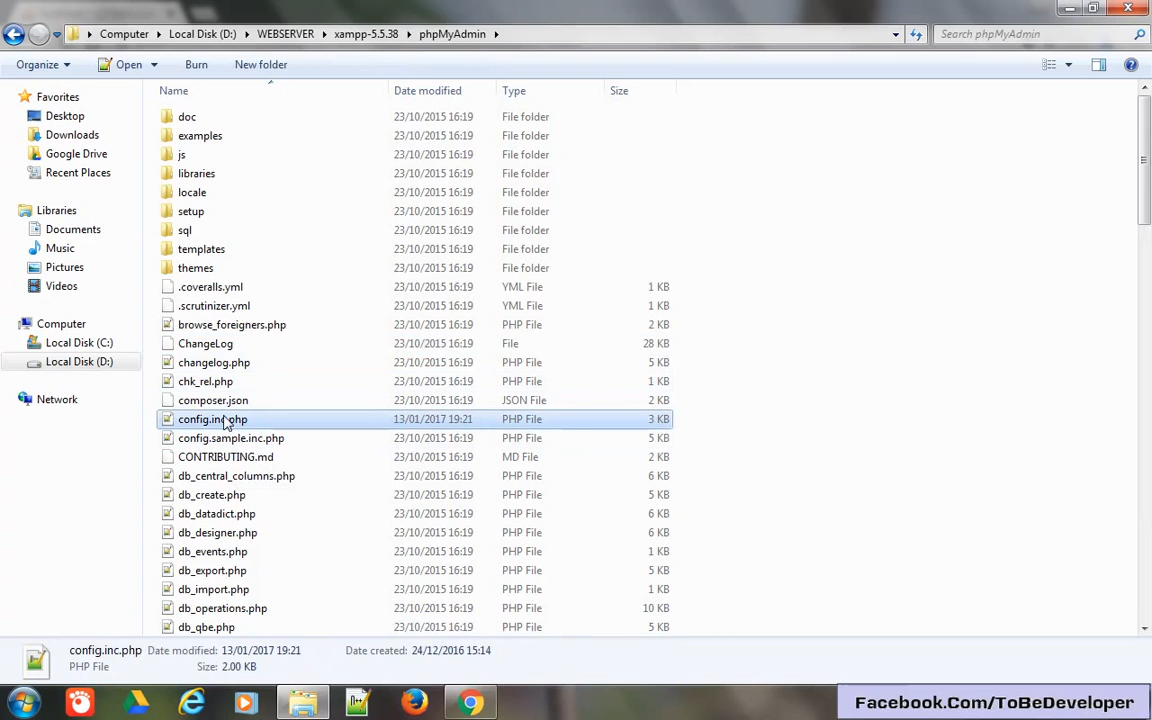 Computer Local Disk (D:) WEBSERVER xampp-5.5.38 phpMyAdmin Search phpMyAdmin
Organize Open Burn New folder
Name Date modified Type Size
Favorites
Desktop
Downloads
Google Drive
Recent Places
Libraries
Documents
Music
Pictures
Videos
Computer
Local Disk (C:)
Local Disk (D:)
Network
doc 23/10/2015 16:19 File folder
examples 23/10/2015 16:19 File folder
js 23/10/2015 16:19 File folder
libraries 23/10/2015 16:19 File folder
locale 23/10/2015 16:19 File folder
setup 23/10/2015 16:19 File folder
sql 23/10/2015 16:19 File folder
templates 23/10/2015 16:19 File folder
themes 23/10/2015 16:19 File folder
.coveralls.yml 23/10/2015 16:19 YML File 1 KB
.scrutinizer.yml 23/10/2015 16:19 YML File 1 KB
browse_foreigners.php 23/10/2015 16:19 PHP File 2 KB
ChangeLog 23/10/2015 16:19 File 28 KB
changelog.php 23/10/2015 16:19 PHP File 5 KB
chk_rel.php 23/10/2015 16:19 PHP File 1 KB
composer.json 23/10/2015 16:19 JSON File 2 KB
config.inc.php 13/01/2017 19:21 PHP File 3 KB
config.sample.inc.php 23/10/2015 16:19 PHP File 5 KB
CONTRIBUTING.md 23/10/2015 16:19 MD File 2 KB
db_central_columns.php 23/10/2015 16:19 PHP File 6 KB
db_create.php 23/10/2015 16:19 PHP File 5 KB
db_datadict.php 23/10/2015 16:19 PHP File 6 KB
db_designer.php 23/10/2015 16:19 PHP File 6 KB
db_events.php 23/10/2015 16:19 PHP File 1 KB
db_export.php 23/10/2015 16:19 PHP File 5 KB
db_import.php 23/10/2015 16:19 PHP File 1 KB
db_operations.php 23/10/2015 16:19 PHP File 10 KB
db_qbe.php 23/10/2015 16:19 PHP File 5 KB
config.inc.php Date modified: 13/01/2017 19:21 Date created: 24/12/2016 15:14
PHP File Size: 2.00 KB
Facebook.Com/ToBeDeveloper